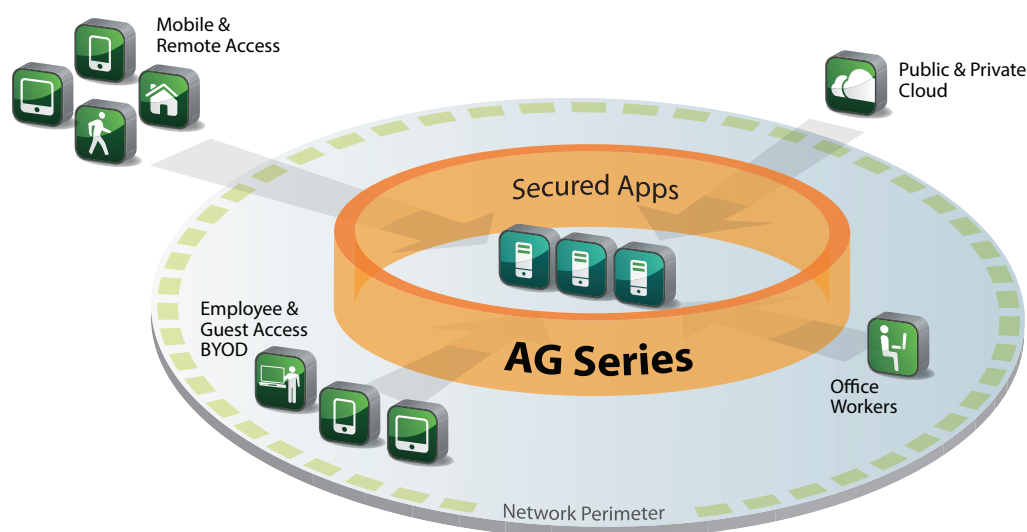 Mobile &
Remote Access
Public & Private
Cloud
Secured Apps
Employee &
Guest Access
BYOD
AG Series
Office
Workers
Network Perimeter